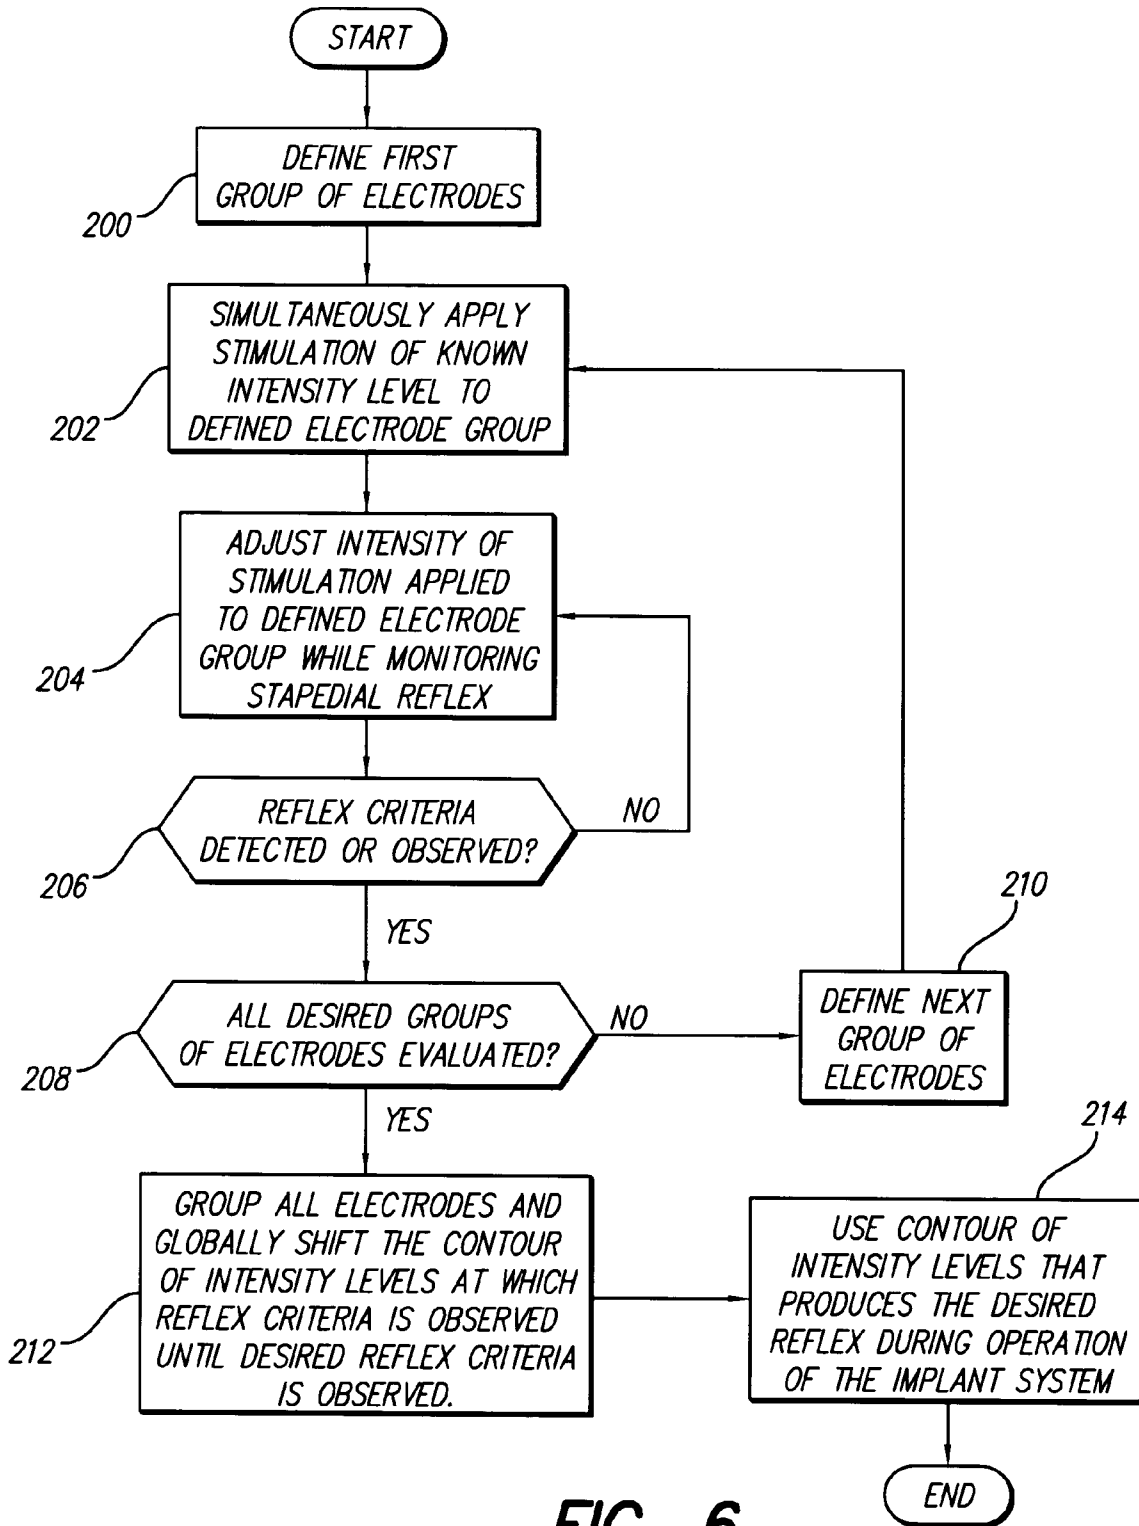 START
DEFINE FIRST
GROUP OF ELECTRODES
200
SIMULTANEOUSLY APPLY
STIMULATION OF KNOWN
INTENSITY LEVEL TO
DEFINED ELECTRODE GROUP
202
ADJUST INTENSITY OF
STIMULATION APPLIED
TO DEFINED ELECTRODE
GROUP WHILE MONITORING
STAPEDIAL REFLEX
204
REFLEX CRITERIA
DETECTED OR OBSERVED?
NO
206
YES
210
ALL DESIRED GROUPS
OF ELECTRODES EVALUATED?
NO
208
DEFINE NEXT
GROUP OF
ELECTRODES
YES
214
GROUP ALL ELECTRODES AND
GLOBALLY SHIFT THE CONTOUR
OF INTENSITY LEVELS AT WHICH
REFLEX CRITERIA IS OBSERVED
UNTIL DESIRED REFLEX CRITERIA
IS OBSERVED.
212
USE CONTOUR OF
INTENSITY LEVELS THAT
PRODUCES THE DESIRED
REFLEX DURING OPERATION
OF THE IMPLANT SYSTEM
END
FIG. 6